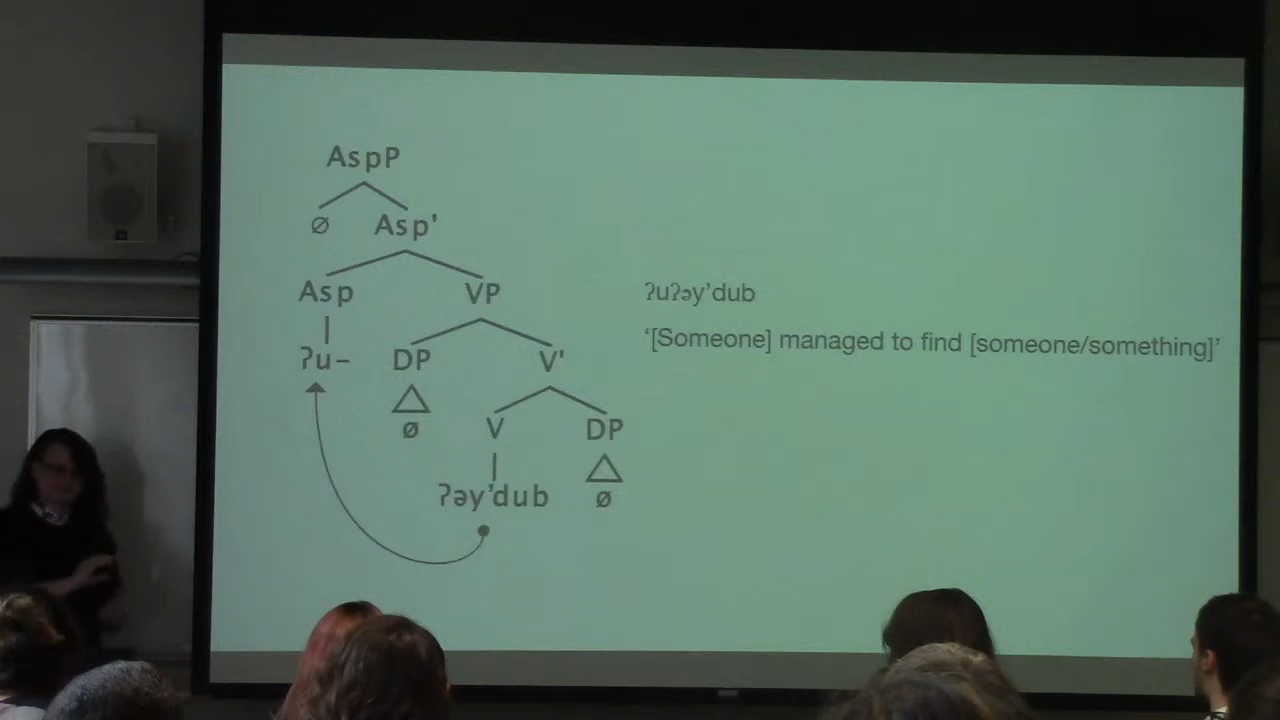 AspP
∅ Asp'
Asp VP
ʔu- DP V'
ø V DP
ʔəy’dub ø
ʔuʔəy’dub
‘[Someone] managed to find [someone/something]’